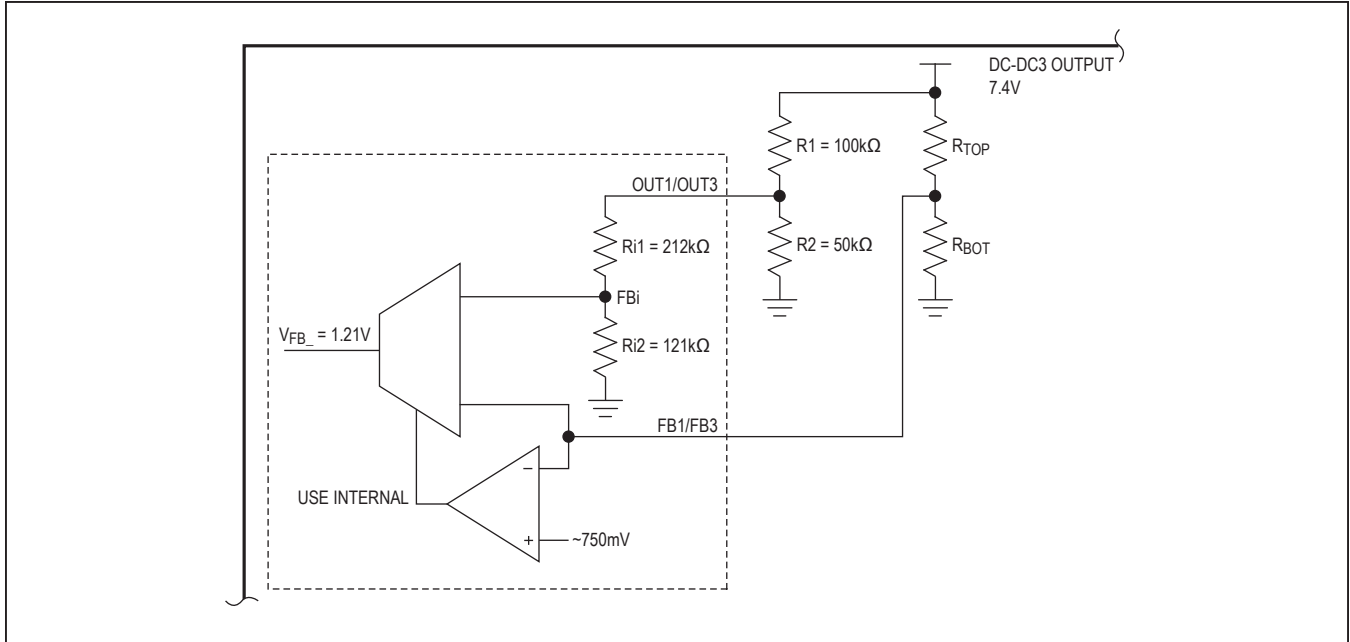 DC-DC3 OUTPUT
7.4V
R1 = 100kΩ
RTOP
OUT1/OUT3
Ri1 = 212kΩ
R2 = 50kΩ
RBOT
FBi
VFB_ = 1.21V
Ri2 = 121kΩ
FB1/FB3
−
USE INTERNAL
+
~750mV